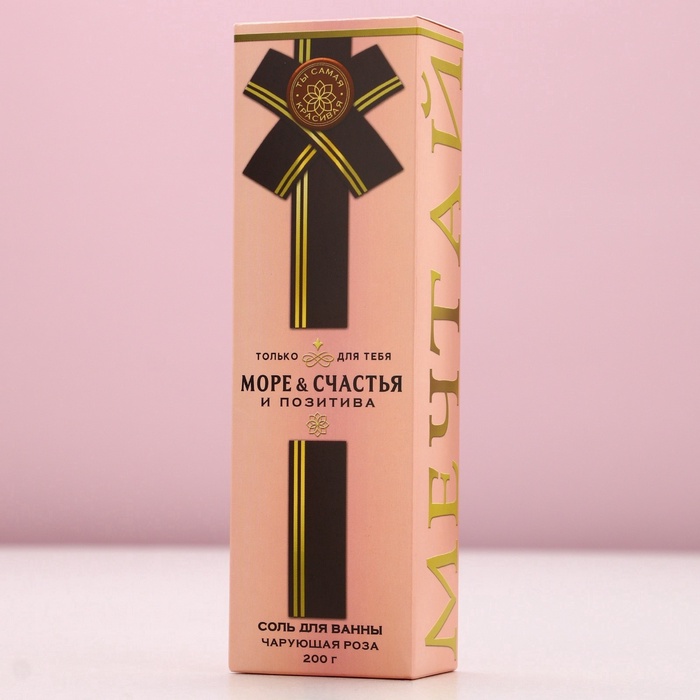 ТЫ САМАЯ
КРАСИВАЯ
ТОЛЬКО ДЛЯ ТЕБЯ
МОРЕ & СЧАСТЬЯ
И ПОЗИТИВА
СОЛЬ ДЛЯ ВАННЫ
ЧАРУЮЩАЯ РОЗА
200 г
МЕЧТАЙ